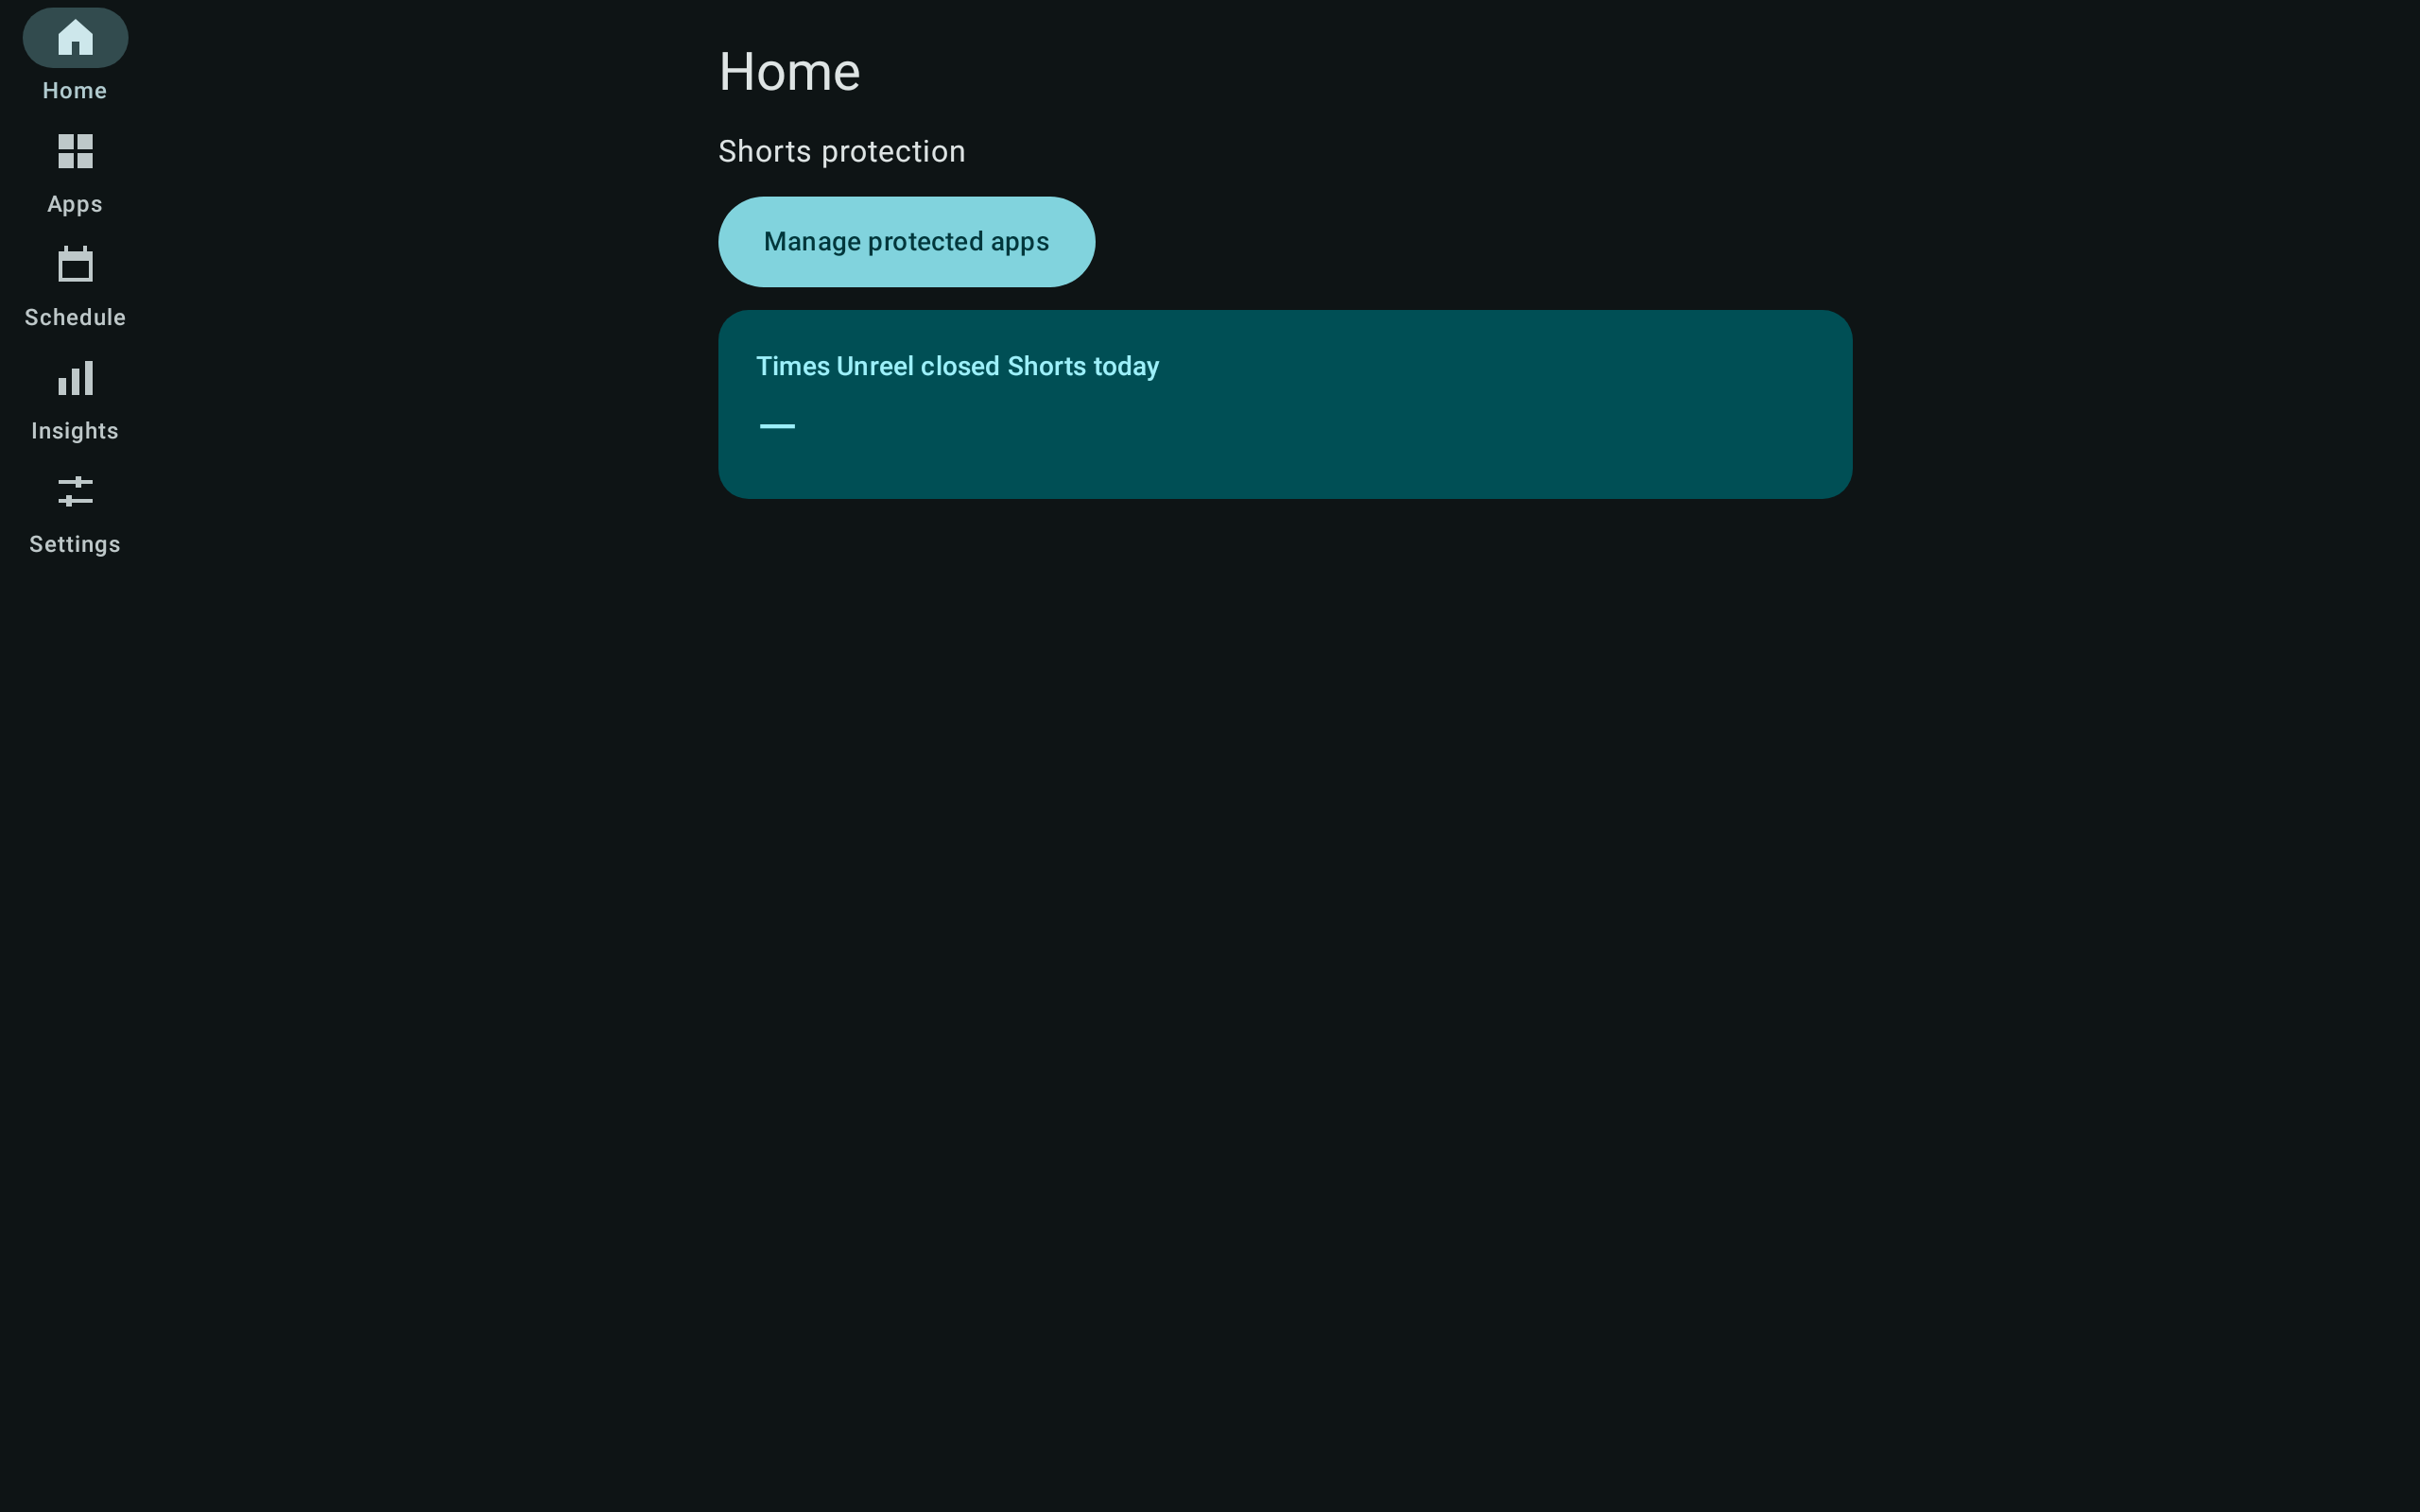 Home
Apps
Schedule
Insights
Settings
Home
Shorts protection
Manage protected apps
Times Unreel closed Shorts today
—